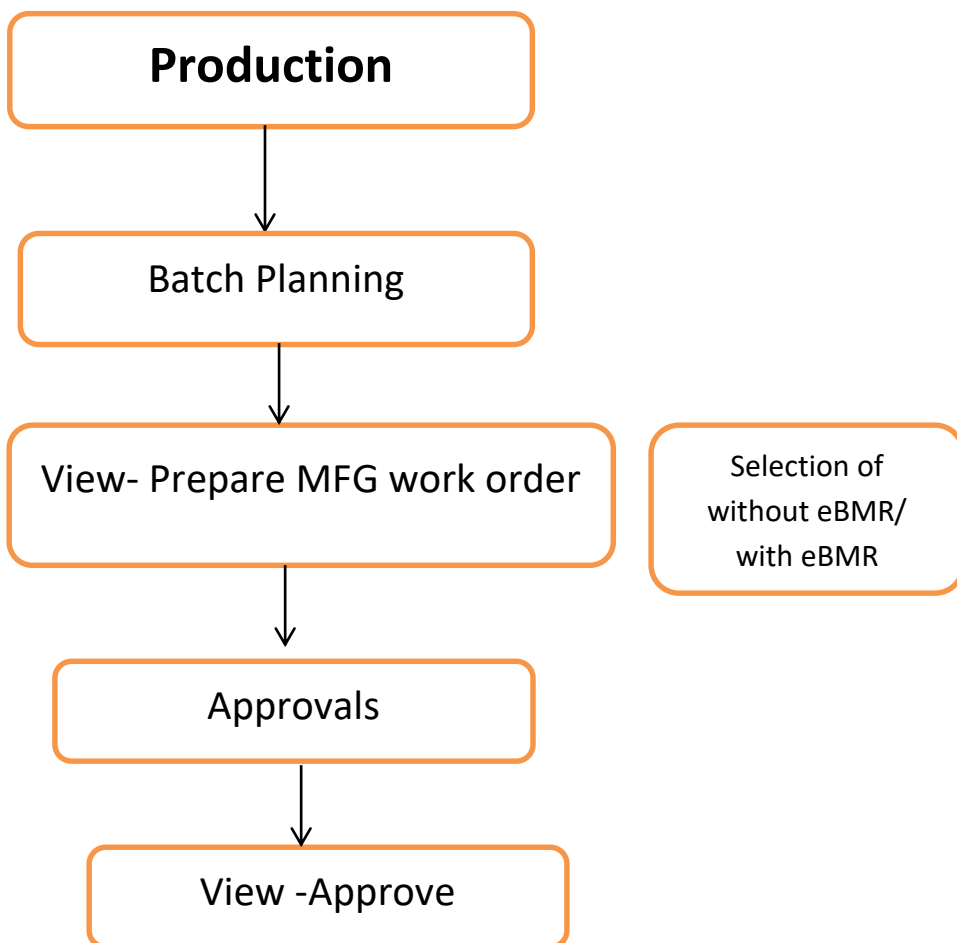 Production
Batch Planning
View- Prepare MFG work order
Selection of
without eBMR/
with eBMR
Approvals
View -Approve